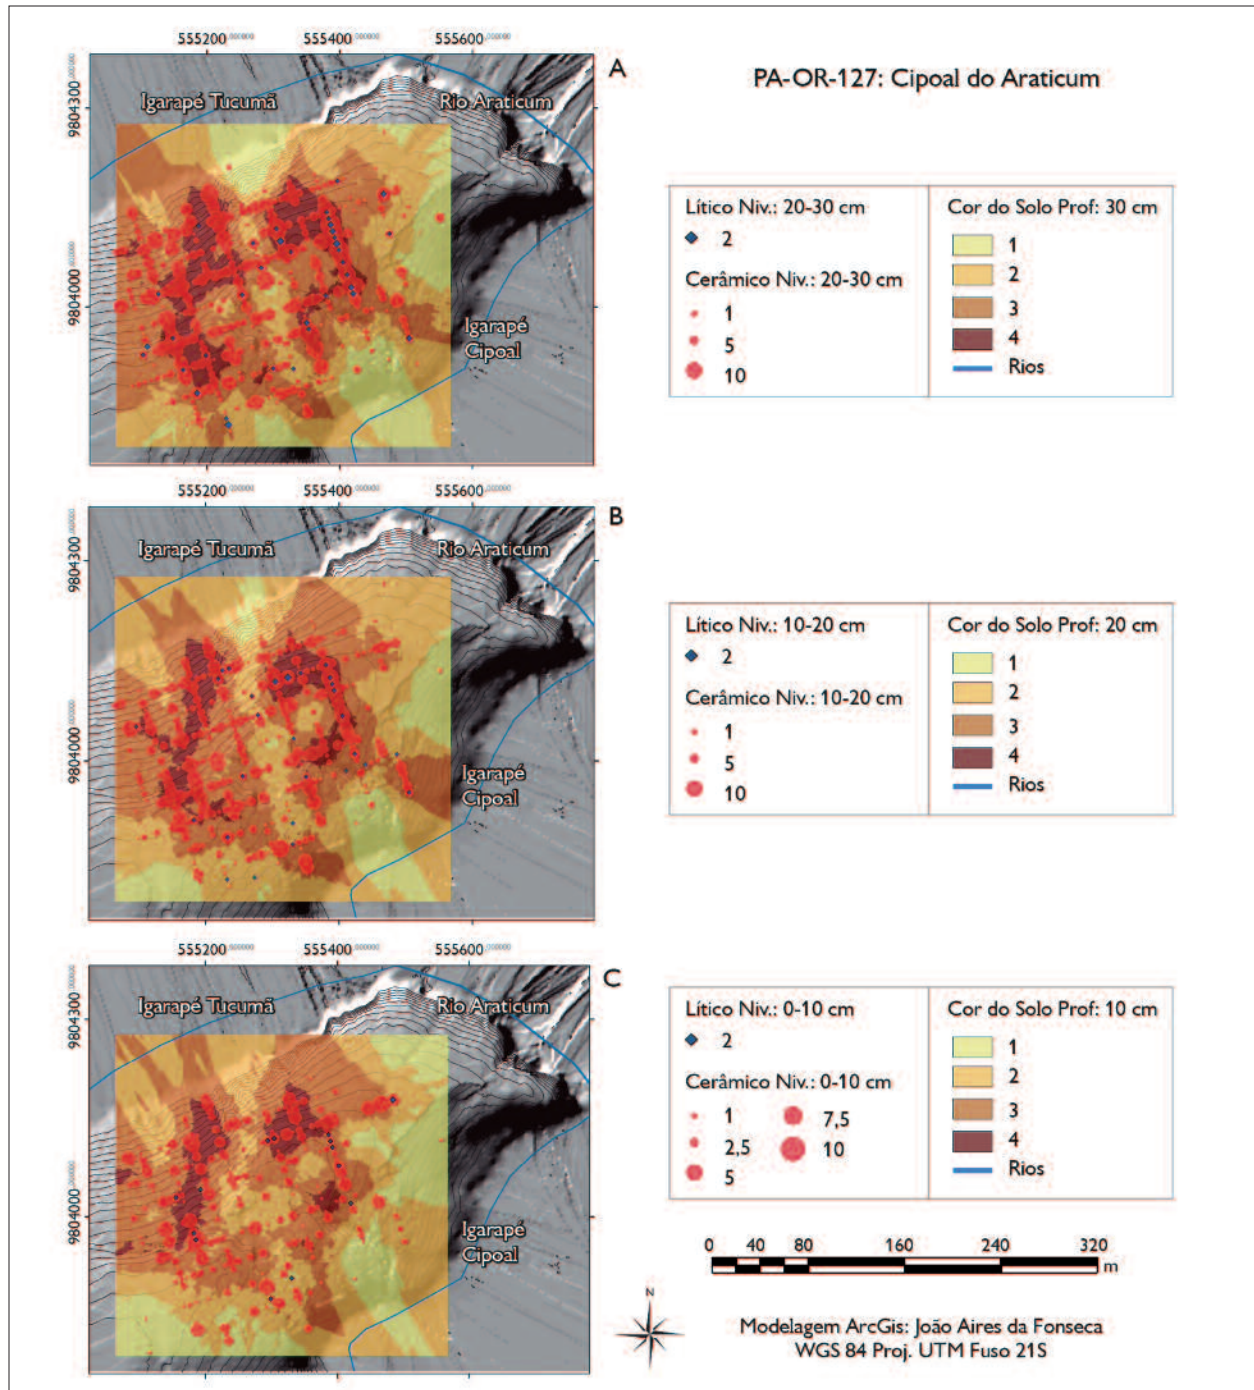 PA-OR-127: Cipoal do Araticum
A
555200
555400
555600
9804300
9804000
Igarapé Tucumã
Rio Araticum
Igarapé
Cipoal
Lítico Niv.: 20-30 cm
2
Cerâmico Niv.: 20-30 cm
1
5
10
Cor do Solo Prof: 30 cm
1
2
3
4
Rios
B
555200
555400
555600
9804300
9804000
Igarapé Tucumã
Rio Araticum
Igarapé
Cipoal
Lítico Niv.: 10-20 cm
2
Cerâmico Niv.: 10-20 cm
1
5
10
Cor do Solo Prof: 20 cm
1
2
3
4
Rios
C
555200
555400
555600
9804300
9804000
Igarapé Tucumã
Rio Araticum
Igarapé
Cipoal
Lítico Niv.: 0-10 cm
2
Cerâmico Niv.: 0-10 cm
1
2,5
5
7,5
10
Cor do Solo Prof: 10 cm
1
2
3
4
Rios
0 40 80 160 240 320
m
N
Modelagem ArcGis: João Aires da Fonseca
WGS 84 Proj. UTM Fuso 21S